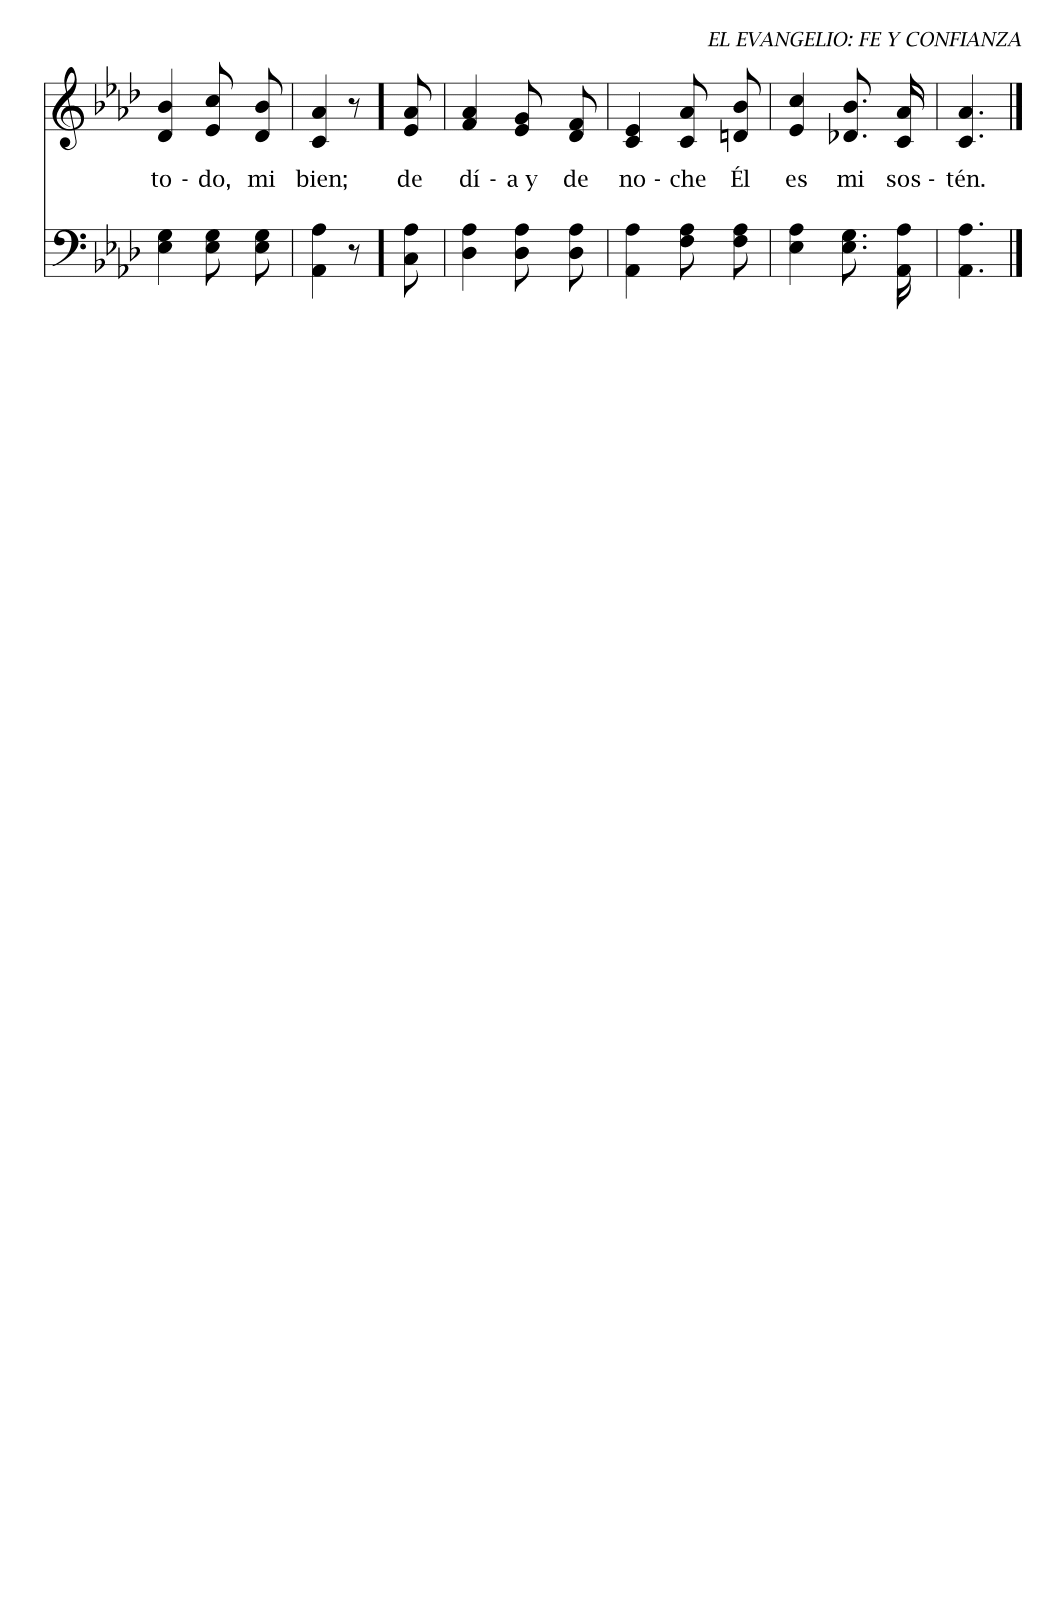 EL EVANGELIO: FE Y CONFIANZA
to - do, mi bien; de dí - a y de no - che Él es mi sos - tén.